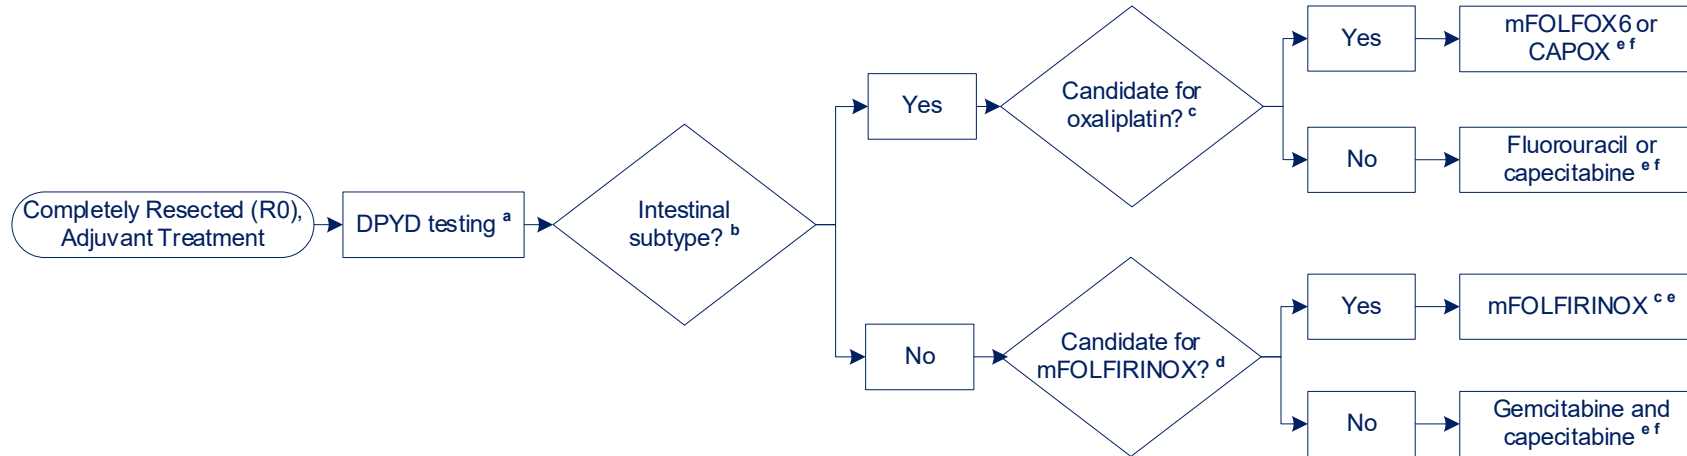 Completely Resected (R0),
Adjuvant Treatment
DPYD testing a
Intestinal
subtype? b
Yes
Candidate for
oxaliplatin? c
Yes
mFOLFOX6 or
CAPOX e f
No
Fluorouracil or
capecitabine e f
No
Candidate for
mFOLFIRINOX? d
Yes
mFOLFIRINOX c e
No
Gemcitabine and
capecitabine e f